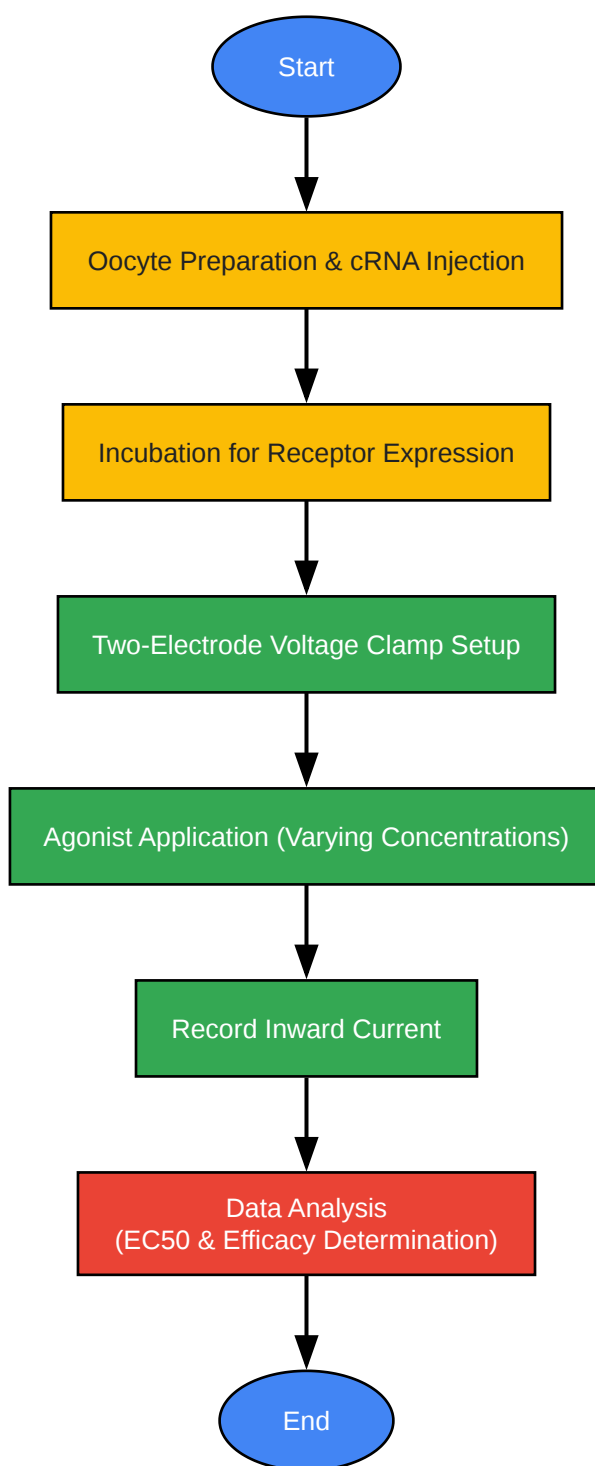 Start
Oocyte Preparation & cRNA Injection
Incubation for Receptor Expression
Two-Electrode Voltage Clamp Setup
Agonist Application (Varying Concentrations)
Record Inward Current
Data Analysis
(EC50 & Efficacy Determination)
End